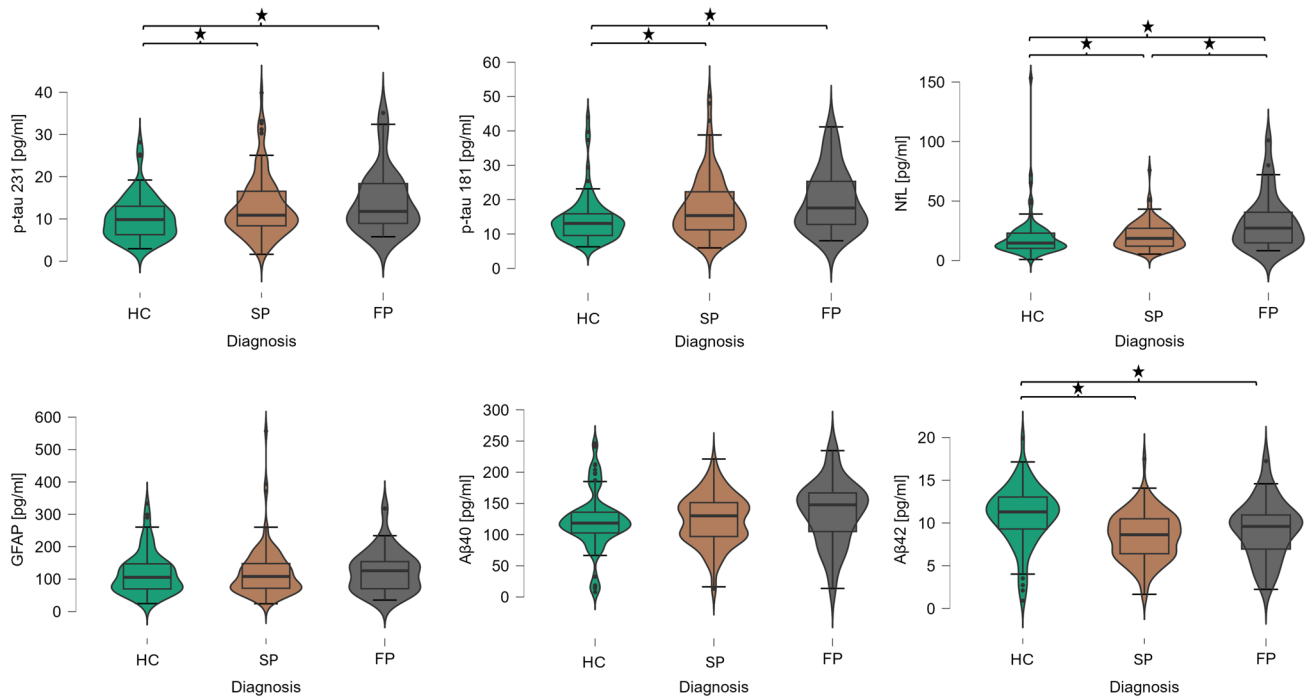 p-tau 231 [pg/ml]
40
30
20
10
0
HC SP FP
Diagnosis
p-tau 181 [pg/ml]
60
50
40
30
20
10
0
HC SP FP
Diagnosis
NfL [pg/ml]
150
100
50
0
HC SP FP
Diagnosis
GFAP [pg/ml]
600
500
400
300
200
100
0
HC SP FP
Diagnosis
Aβ40 [pg/ml]
300
250
200
150
100
50
0
HC SP FP
Diagnosis
Aβ42 [pg/ml]
20
15
10
5
0
HC SP FP
Diagnosis